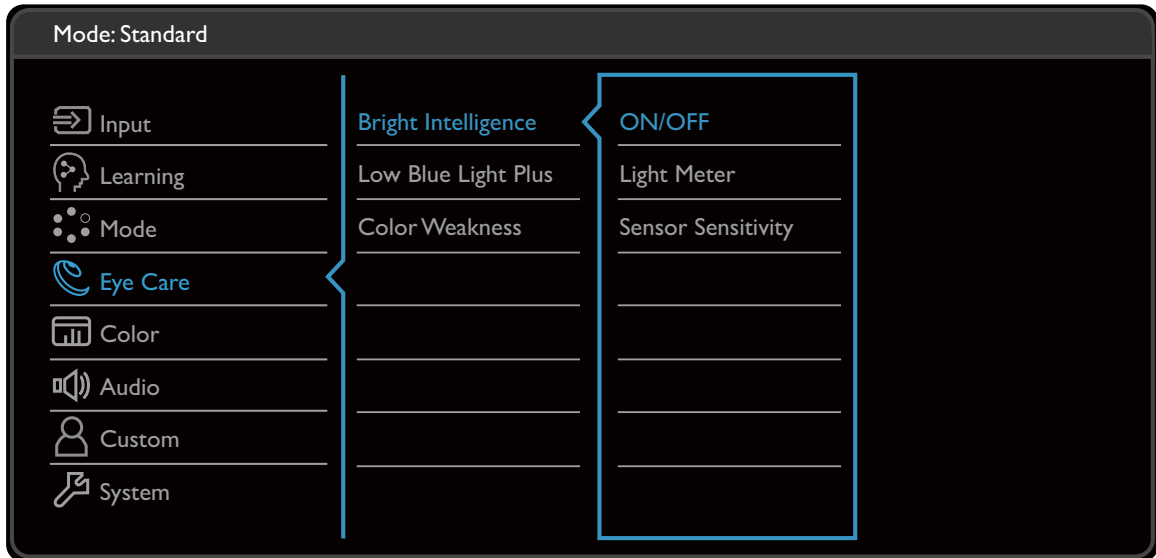 Mode: Standard
Input
Learning
Mode
Eye Care
Color
Audio
Custom
System
Bright Intelligence
Low Blue Light Plus
Color Weakness
ON/OFF
Light Meter
Sensor Sensitivity